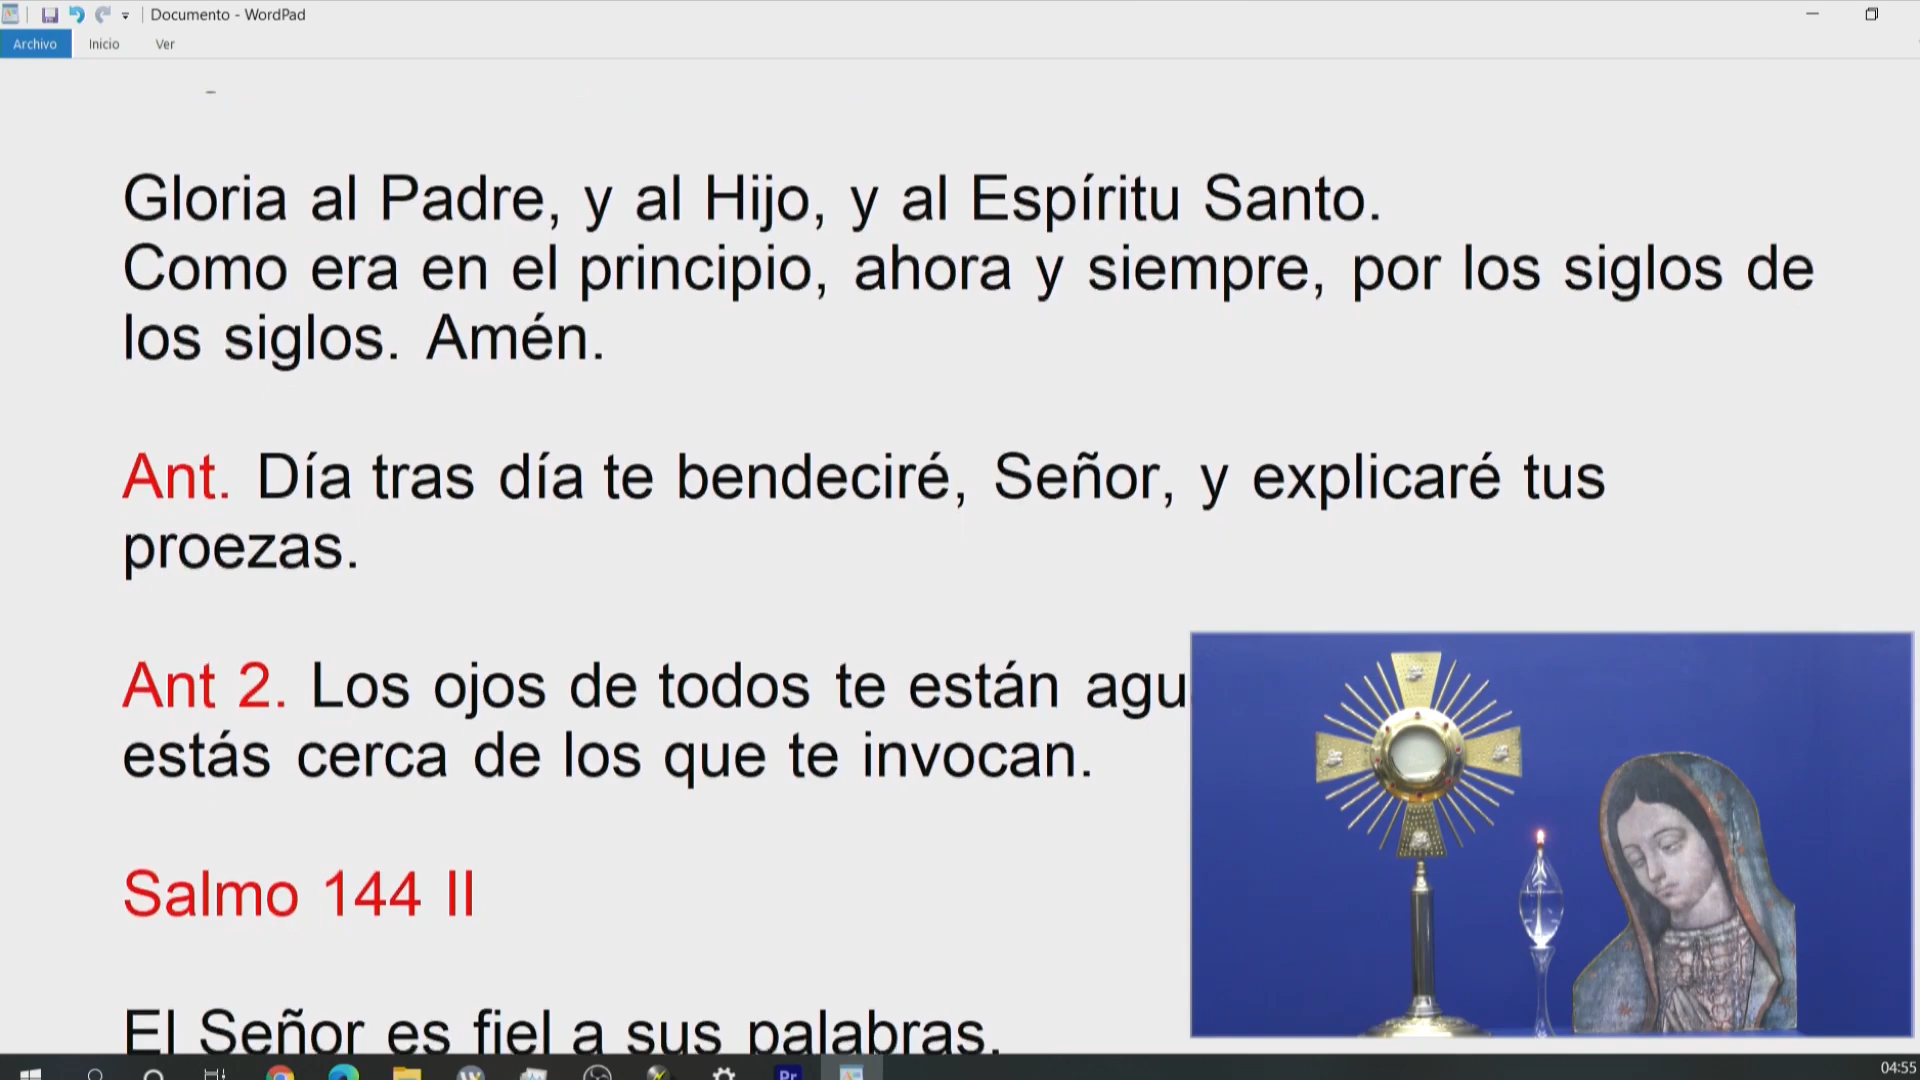 Documento - WordPad
Archivo Inicio Ver
Gloria al Padre, y al Hijo, y al Espíritu Santo.
Como era en el principio, ahora y siempre, por los siglos de
los siglos. Amén.
Ant. Día tras día te bendeciré, Señor, y explicaré tus
proezas.
Ant 2. Los ojos de todos te están
estás cerca de los que te invocan.
Salmo 144 II
El Señor es fiel a sus palabras.
Pr
04:55